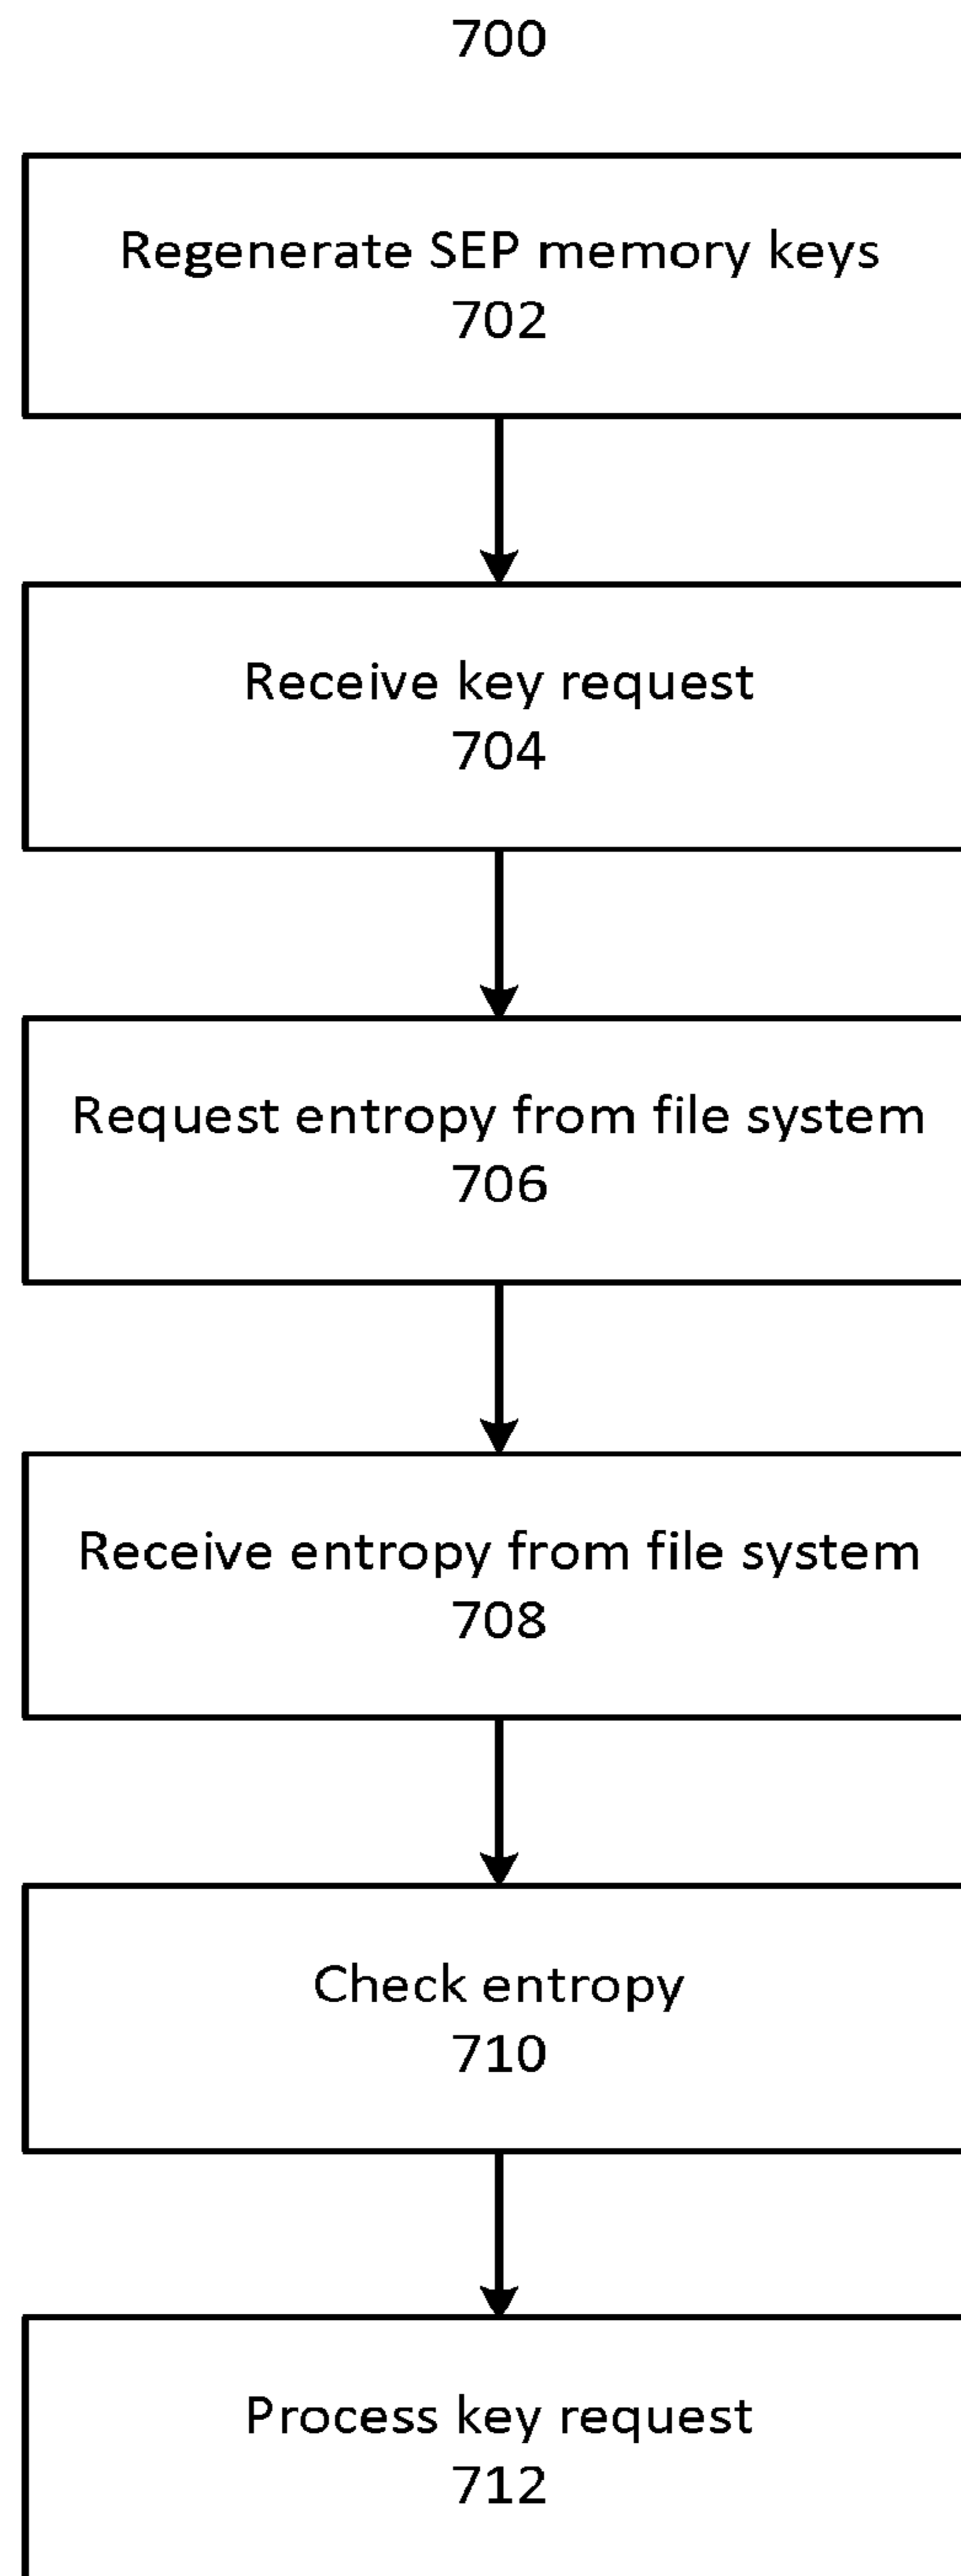 700
Regenerate SEP memory keys
702
Receive key request
704
Request entropy from file system
706
Receive entropy from file system
708
Check entropy
710
Process key request
712